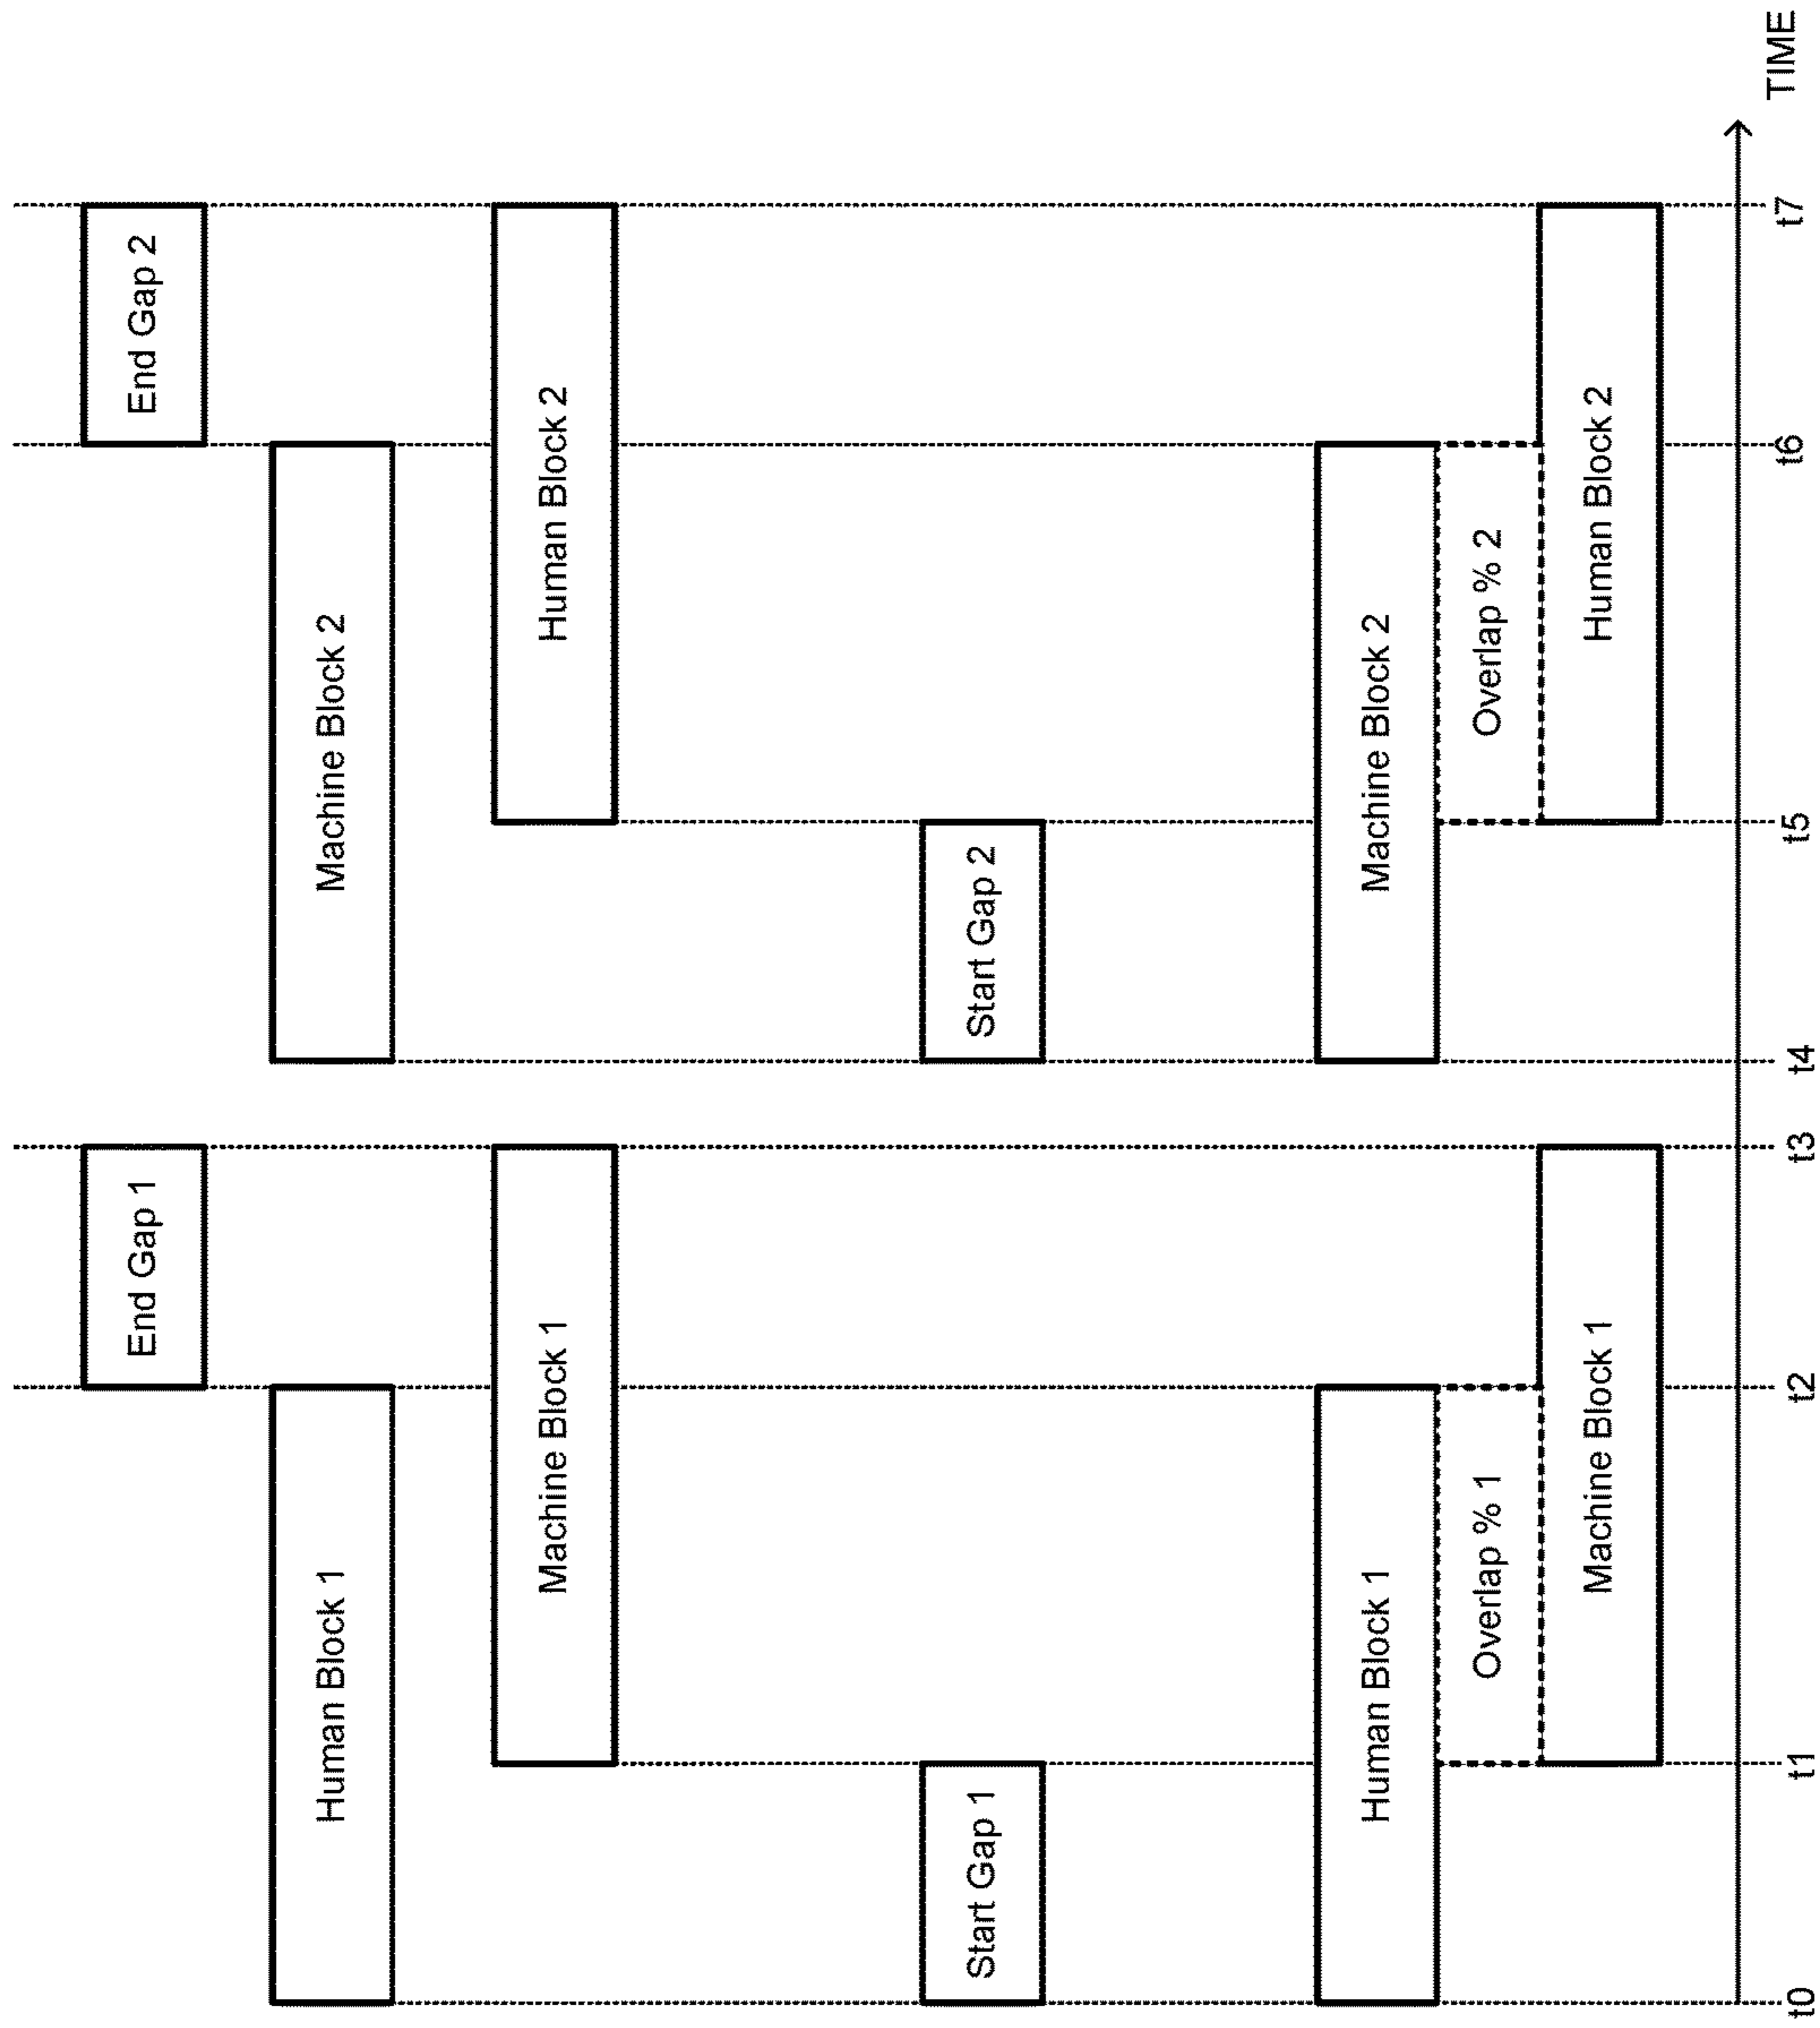 End Gap 1
End Gap 2
Human Block 1
Machine Block 2
Machine Block 1
Human Block 2
Start Gap 1
Start Gap 2
Human Block 1
Machine Block 2
Overlap % 1
Overlap % 2
Machine Block 1
Human Block 2
TIME
t0
t1
t2
t3
t4
t5
t6
t7